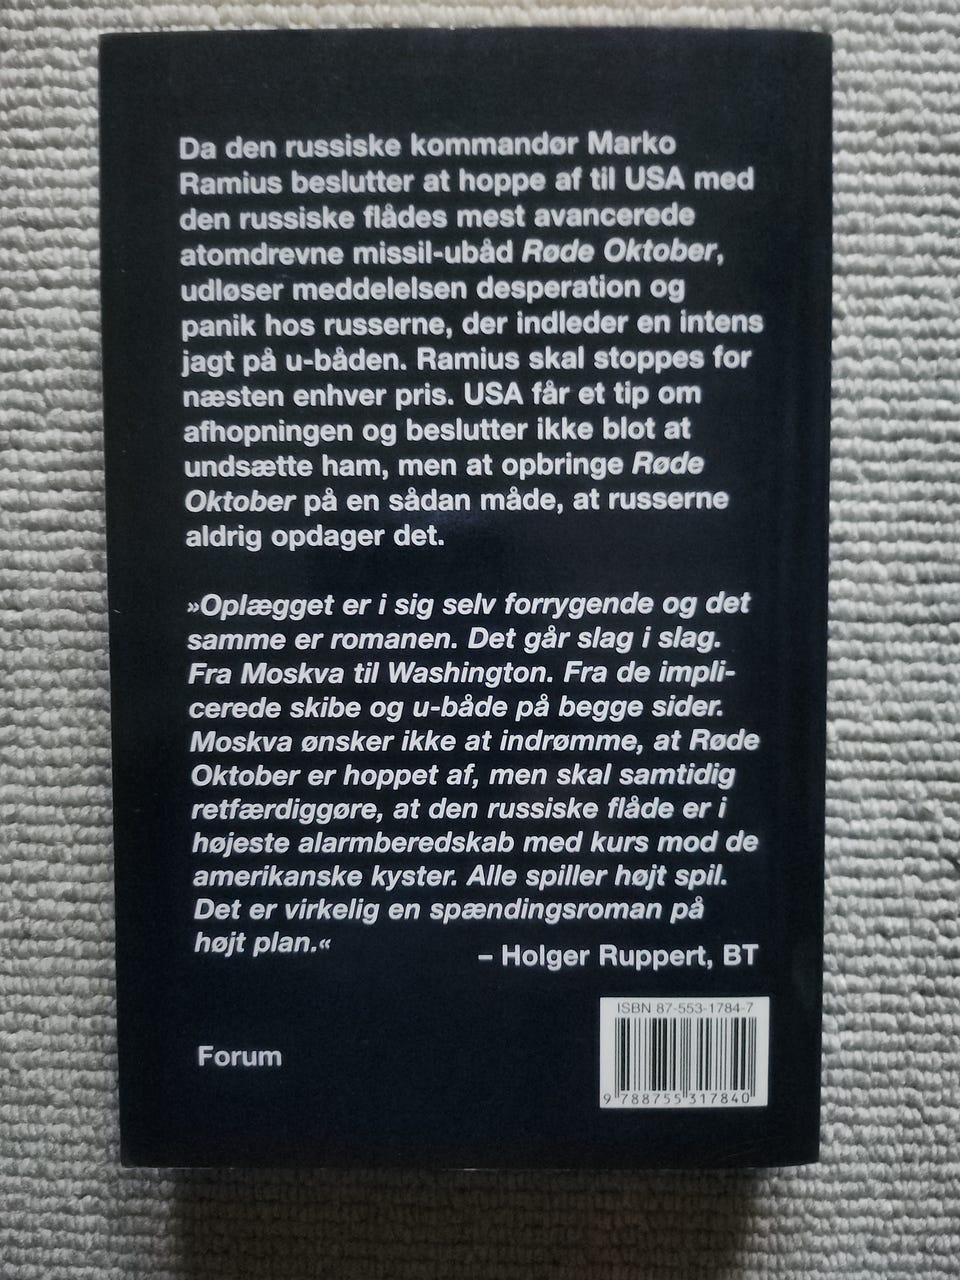 Da den russiske kommandør Marko
Ramius beslutter at hoppe af til USA med
den russiske flådes mest avancerede
atomdrevne missil-ubåd Røde Oktober,
udløser meddelelsen desperation og
panik hos russerne, der indleder en intens
jagt på u-båden. Ramius skal stoppes for
næsten enhver pris. USA får et tip om
afhopningen og beslutter ikke blot at
undsætte ham, men at opbringe Røde
Oktober på en sådan måde, at russerne
aldrig opdager det.
»Oplægget er i sig selv forrygende og det
samme er romanen. Det går slag i slag.
Fra Moskva til Washington. Fra de impli-
cerede skibe og u-både på begge sider.
Moskva ønsker ikke at indrømme, at Røde
Oktober er hoppet af, men skal samtidig
retfærdiggøre, at den russiske flåde er i
højeste alarmberedskab med kurs mod de
amerikanske kyster. Alle spiller højt spil.
Det er virkelig en spændingsroman på
højt plan.«
– Holger Ruppert, BT
ISBN 87-553-1784-7
Forum
9 788755 317840